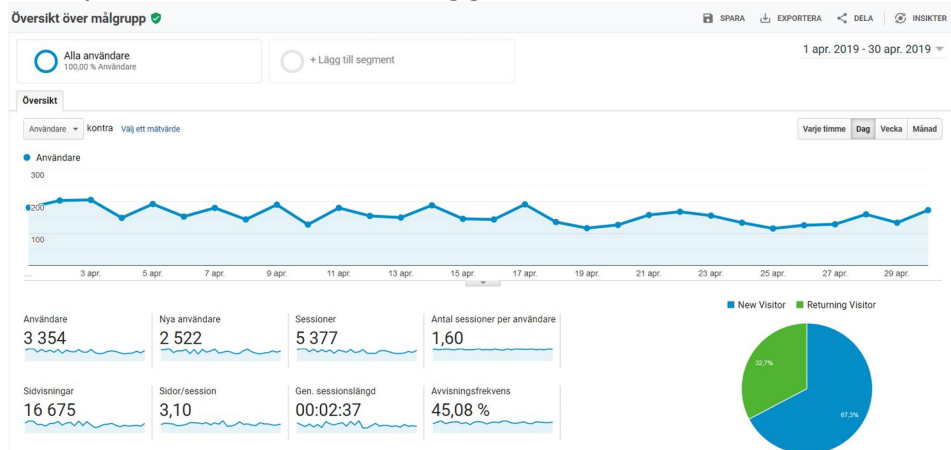 Översikt över målgrupp
SPARA EXPORTERA DELA INSIKTER
Alla användare
100,00 % Användare
+ Lägg till segment
1 apr. 2019 - 30 apr. 2019
Översikt
Användare kontra Välj ett mätvärde
Varje timme Dag Vecka Månad
Användare
300
200
100
... 3 apr. 5 apr. 7 apr. 9 apr. 11 apr. 13 apr. 15 apr. 17 apr. 19 apr. 21 apr. 23 apr. 25 apr. 27 apr. 29 apr.
New Visitor Returning Visitor
Användare
3 354
Nya användare
2 522
Sessioner
5 377
Antal sessioner per användare
1,60
Sidvisningar
16 675
Sidor/session
3,10
Gen. sessionslängd
00:02:37
Avvisningsfrekvens
45,08 %
32,7%
67,3%